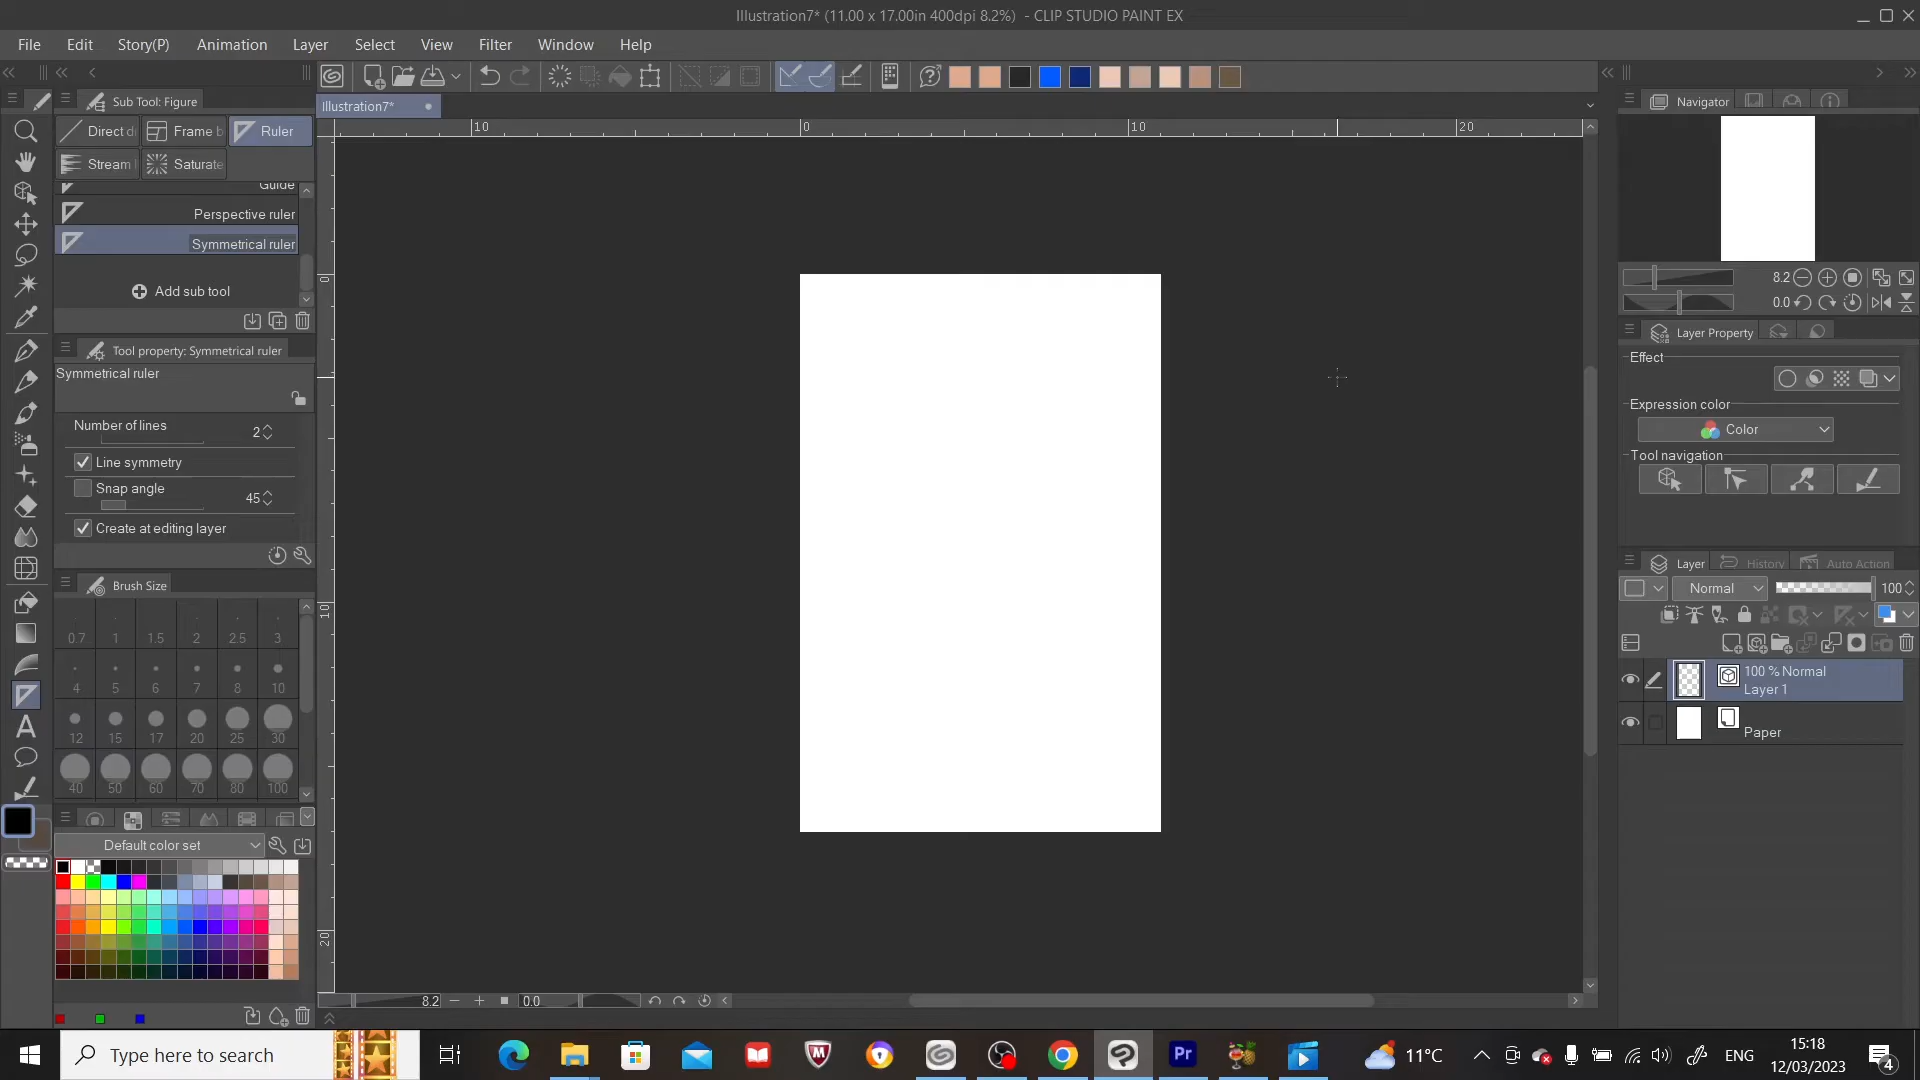 Illustration7* (11.00 x 17.00in 400dpi 8.2%) - CLIP STUDIO PAINT EX
File Edit Story(P) Animation Layer Select View Filter Window Help
Sub Tool: Figure
Illustration7*
Navigator
Direct d
Frame b
Ruler
10 0 10 20
Stream
Saturate
Guide
Perspective ruler
Symmetrical ruler
Add sub tool
8.2
0.0
Tool property: Symmetrical ruler
Symmetrical ruler
Number of lines 2
Line symmetry
Snap angle 45
Create at editing layer
Layer Property
Effect
Expression color
Color
Tool navigation
Brush Size
0.7 1 1.5 2 2.5 3
4 5 6 7 8 10
12 15 17 20 25 30
40 50 60 70 80 100
0
10
20
Layer History Auto Action
Normal 100
100 % Normal
Layer 1
Paper
Default color set
8.2 0.0
Type here to search
Pr
11°C
ENG
15:18
12/03/2023
4